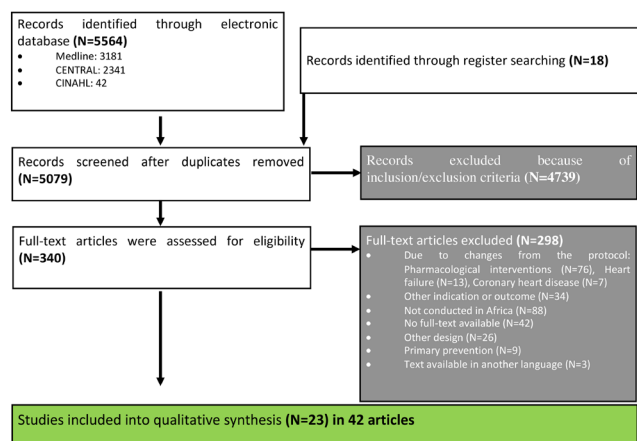 Records identified through electronic
database (N=5564)
• Medline: 3181
• CENTRAL: 2341
• CINAHL: 42
Records identified through register searching (N=18)
Records screened after duplicates removed
(N=5079)
Records excluded because of
inclusion/exclusion criteria (N=4739)
Full-text articles were assessed for eligibility
(N=340)
Full-text articles excluded (N=298)
• Due to changes from the protocol:
Pharmacological interventions (N=76), Heart
failure (N=13), Coronary heart disease (N=7)
• Other indication or outcome (N=34)
• Not conducted in Africa (N=88)
• No full-text available (N=42)
• Other design (N=26)
• Primary prevention (N=9)
• Text available in another language (N=3)
Studies included into qualitative synthesis (N=23) in 42 articles